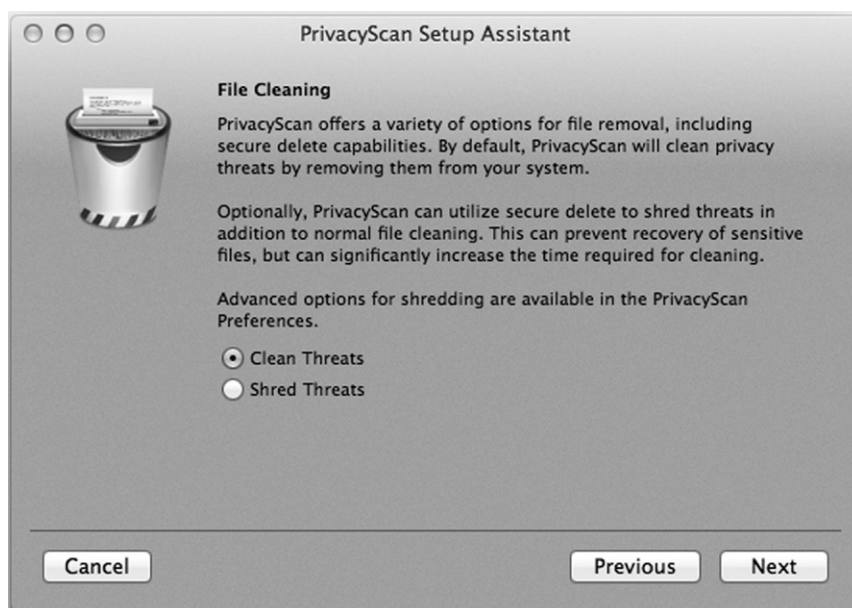 PrivacyScan Setup Assistant
File Cleaning
PrivacyScan offers a variety of options for file removal, including
secure delete capabilities. By default, PrivacyScan will clean privacy
threats by removing them from your system.
Optionally, PrivacyScan can utilize secure delete to shred threats in
addition to normal file cleaning. This can prevent recovery of sensitive
files, but can significantly increase the time required for cleaning.
Advanced options for shredding are available in the PrivacyScan
Preferences.
Clean Threats
Shred Threats
Cancel
Previous
Next